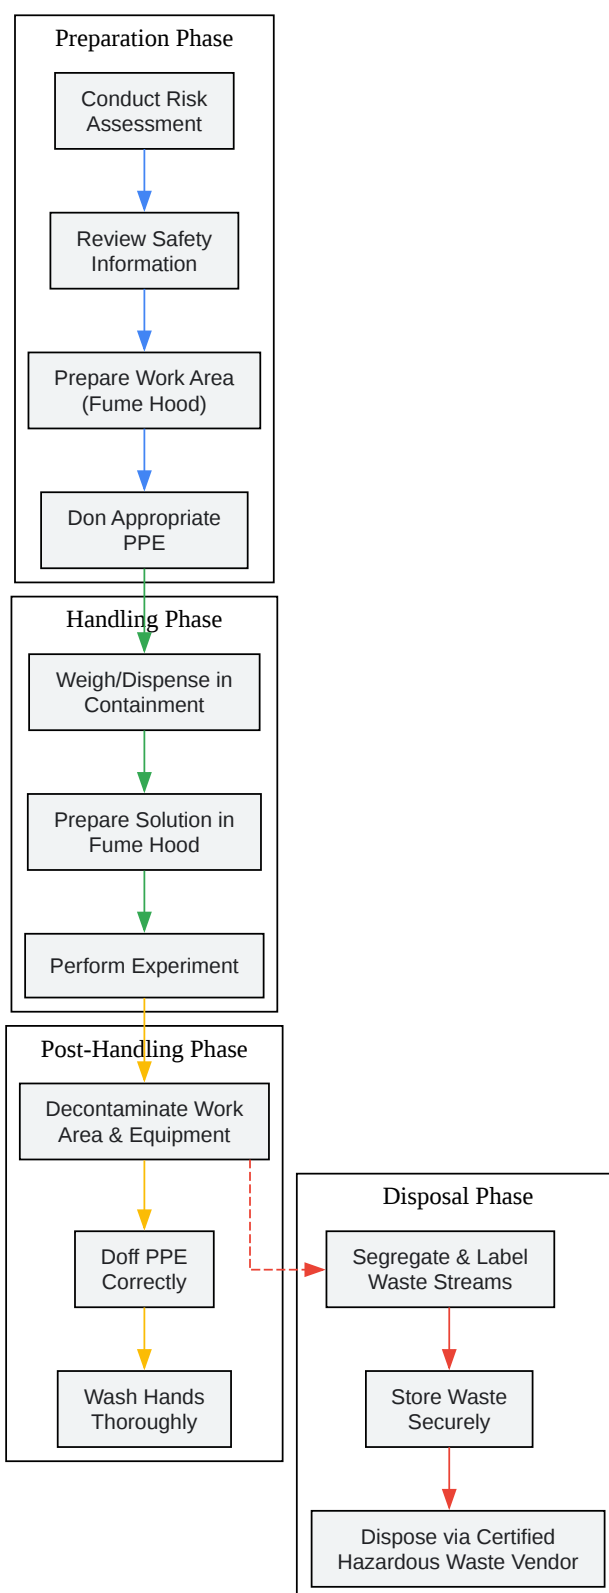 Preparation Phase
Conduct Risk
Assessment
Review Safety
Information
Prepare Work Area
(Fume Hood)
Don Appropriate
PPE
Handling Phase
Weigh/Dispense in
Containment
Prepare Solution in
Fume Hood
Perform Experiment
Post-Handling Phase
Decontaminate Work
Area & Equipment
Doff PPE
Correctly
Wash Hands
Thoroughly
Disposal Phase
Segregate & Label
Waste Streams
Store Waste
Securely
Dispose via Certified
Hazardous Waste Vendor